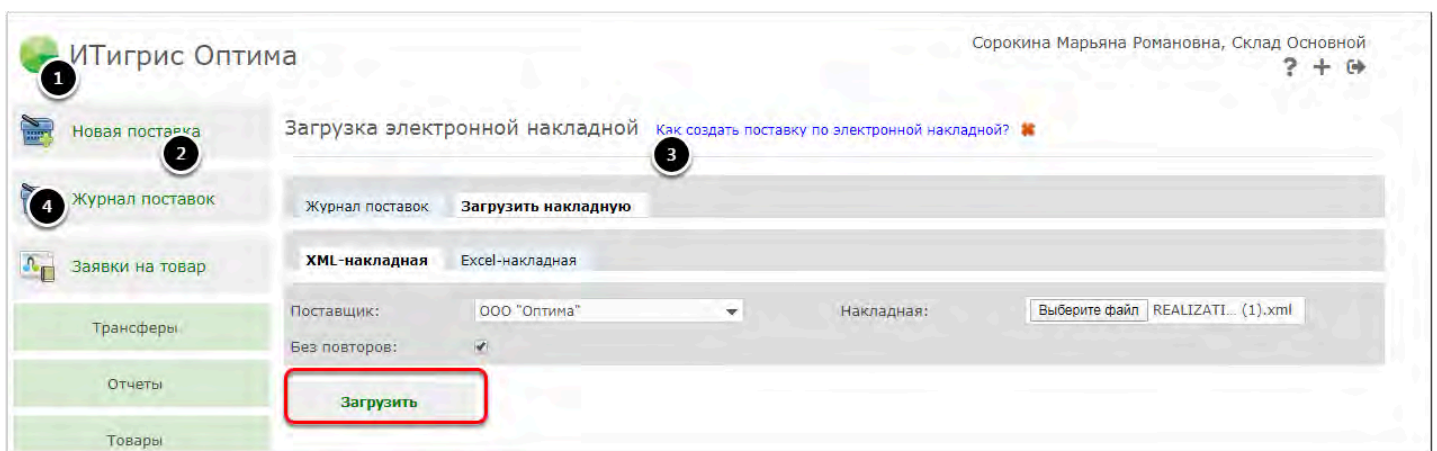 ИТигрис Оптима
Сорокина Марьяна Романовна, Склад Основной
? +
1
Новая поставка
2
Загрузка электронной накладной Как создать поставку по электронной накладной?
3
4
Журнал поставок
Журнал поставок Загрузить накладную
Заявки на товар
XML-накладная Excel-накладная
Поставщик: ООО "Оптима" Накладная: Выберите файл REALIZATI... (1).xml
Трансферы
Без повторов:
Отчеты
Загрузить
Товары